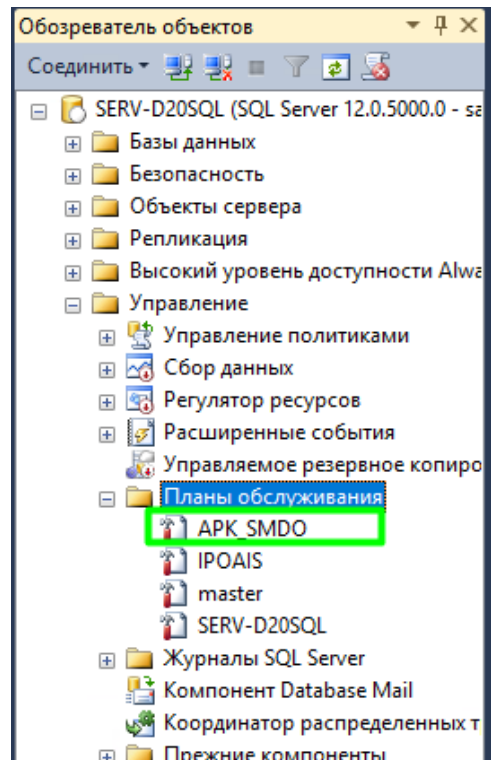 Обозреватель объектов
Соединить
SERV-D20SQL (SQL Server 12.0.5000.0 - sa
Базы данных
Безопасность
Объекты сервера
Репликация
Высокий уровень доступности Alwa
Управление
Управление политиками
Сбор данных
Регулятор ресурсов
Расширенные события
Управляемое резервное копиро
Планы обслуживания
APK_SMDO
IPOAIS
master
SERV-D20SQL
Журналы SQL Server
Компонент Database Mail
Координатор распределенных т
Прежние компоненты